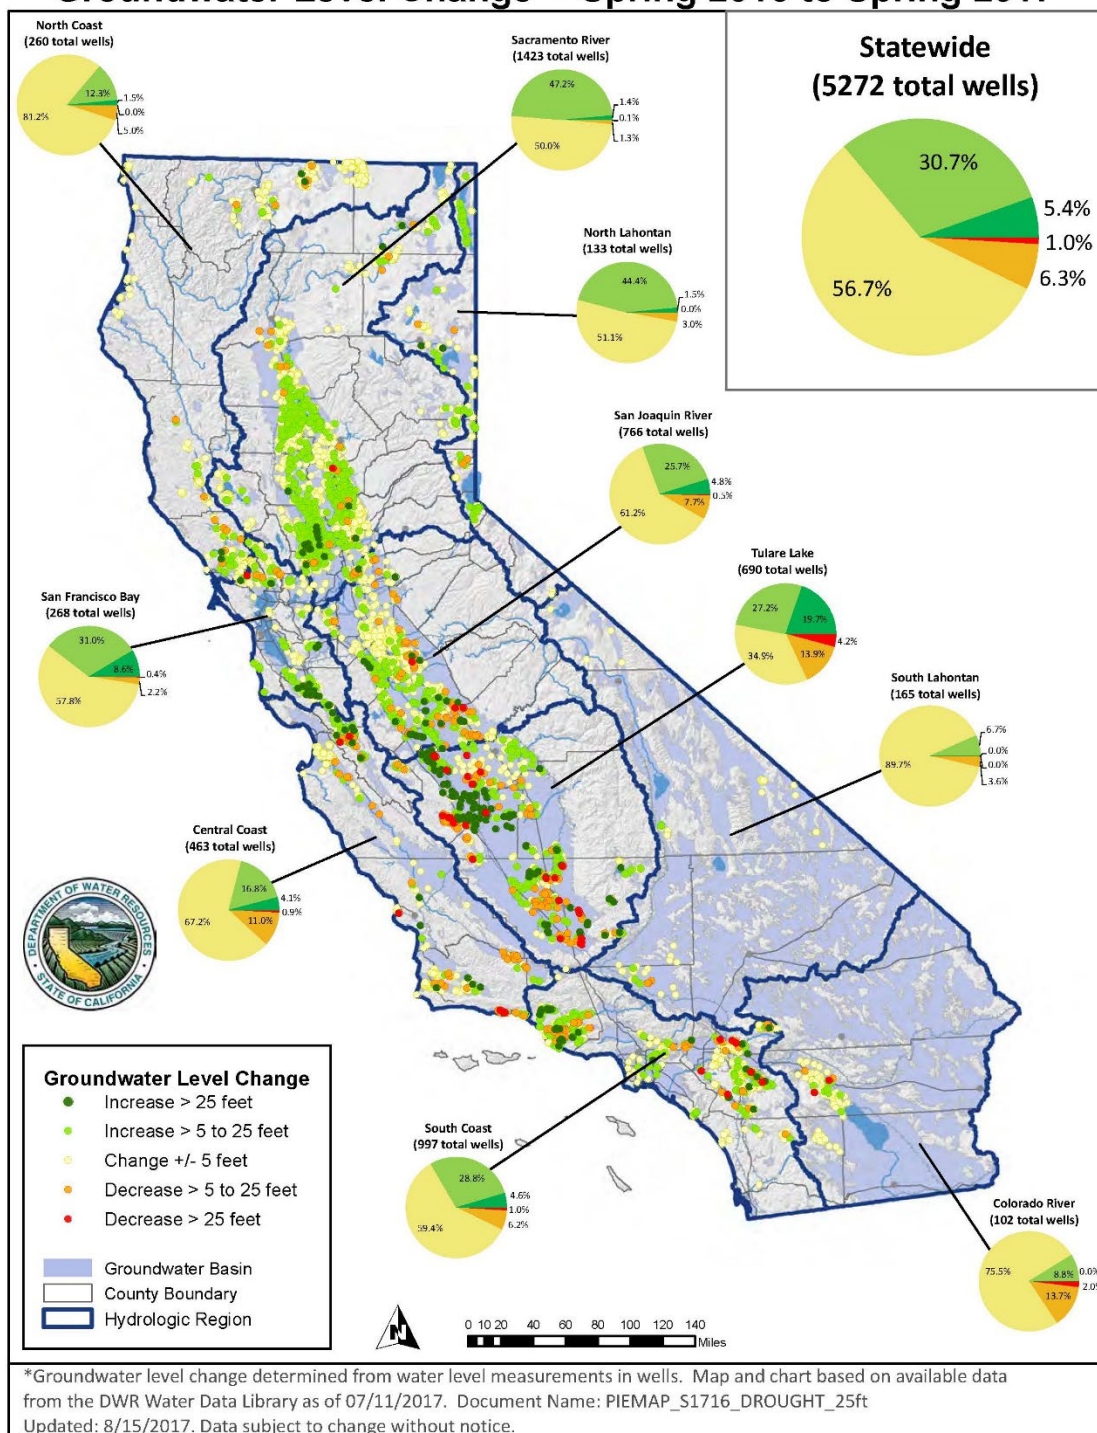 Groundwater Level Change - Spring 2016 to Spring 2017
North Coast
(260 total wells)
12.3%
1.5%
0.0%
5.0%
81.2%
Sacramento River
(1423 total wells)
47.2%
1.4%
0.1%
1.3%
50.0%
Statewide
(5272 total wells)
30.7%
5.4%
1.0%
6.3%
56.7%
North Lahontan
(133 total wells)
44.4%
1.5%
0.0%
3.0%
51.1%
San Joaquin River
(766 total wells)
25.7%
4.8%
0.5%
7.7%
61.2%
Tulare Lake
(690 total wells)
27.2%
19.7%
4.2%
13.9%
34.9%
San Francisco Bay
(268 total wells)
31.0%
8.6%
0.4%
2.2%
57.8%
South Lahontan
(165 total wells)
6.7%
0.0%
0.0%
3.6%
89.7%
Central Coast
(463 total wells)
16.8%
4.1%
0.9%
11.0%
67.2%
DEPARTMENT OF WATER RESOURCES
STATE OF CALIFORNIA
South Coast
(997 total wells)
28.8%
4.6%
1.0%
6.2%
59.4%
Colorado River
(102 total wells)
75.5%
8.8%
0.0%
2.0%
13.7%
Groundwater Level Change
Increase > 25 feet
Increase > 5 to 25 feet
Change +/- 5 feet
Decrease > 5 to 25 feet
Decrease > 25 feet
Groundwater Basin
County Boundary
Hydrologic Region
N
0 10 20 40 60 80 100 120 140
Miles
*Groundwater level change determined from water level measurements in wells. Map and chart based on available data
from the DWR Water Data Library as of 07/11/2017. Document Name: PIEMAP_S1716_DROUGHT_25ft
Updated: 8/15/2017. Data subject to change without notice.